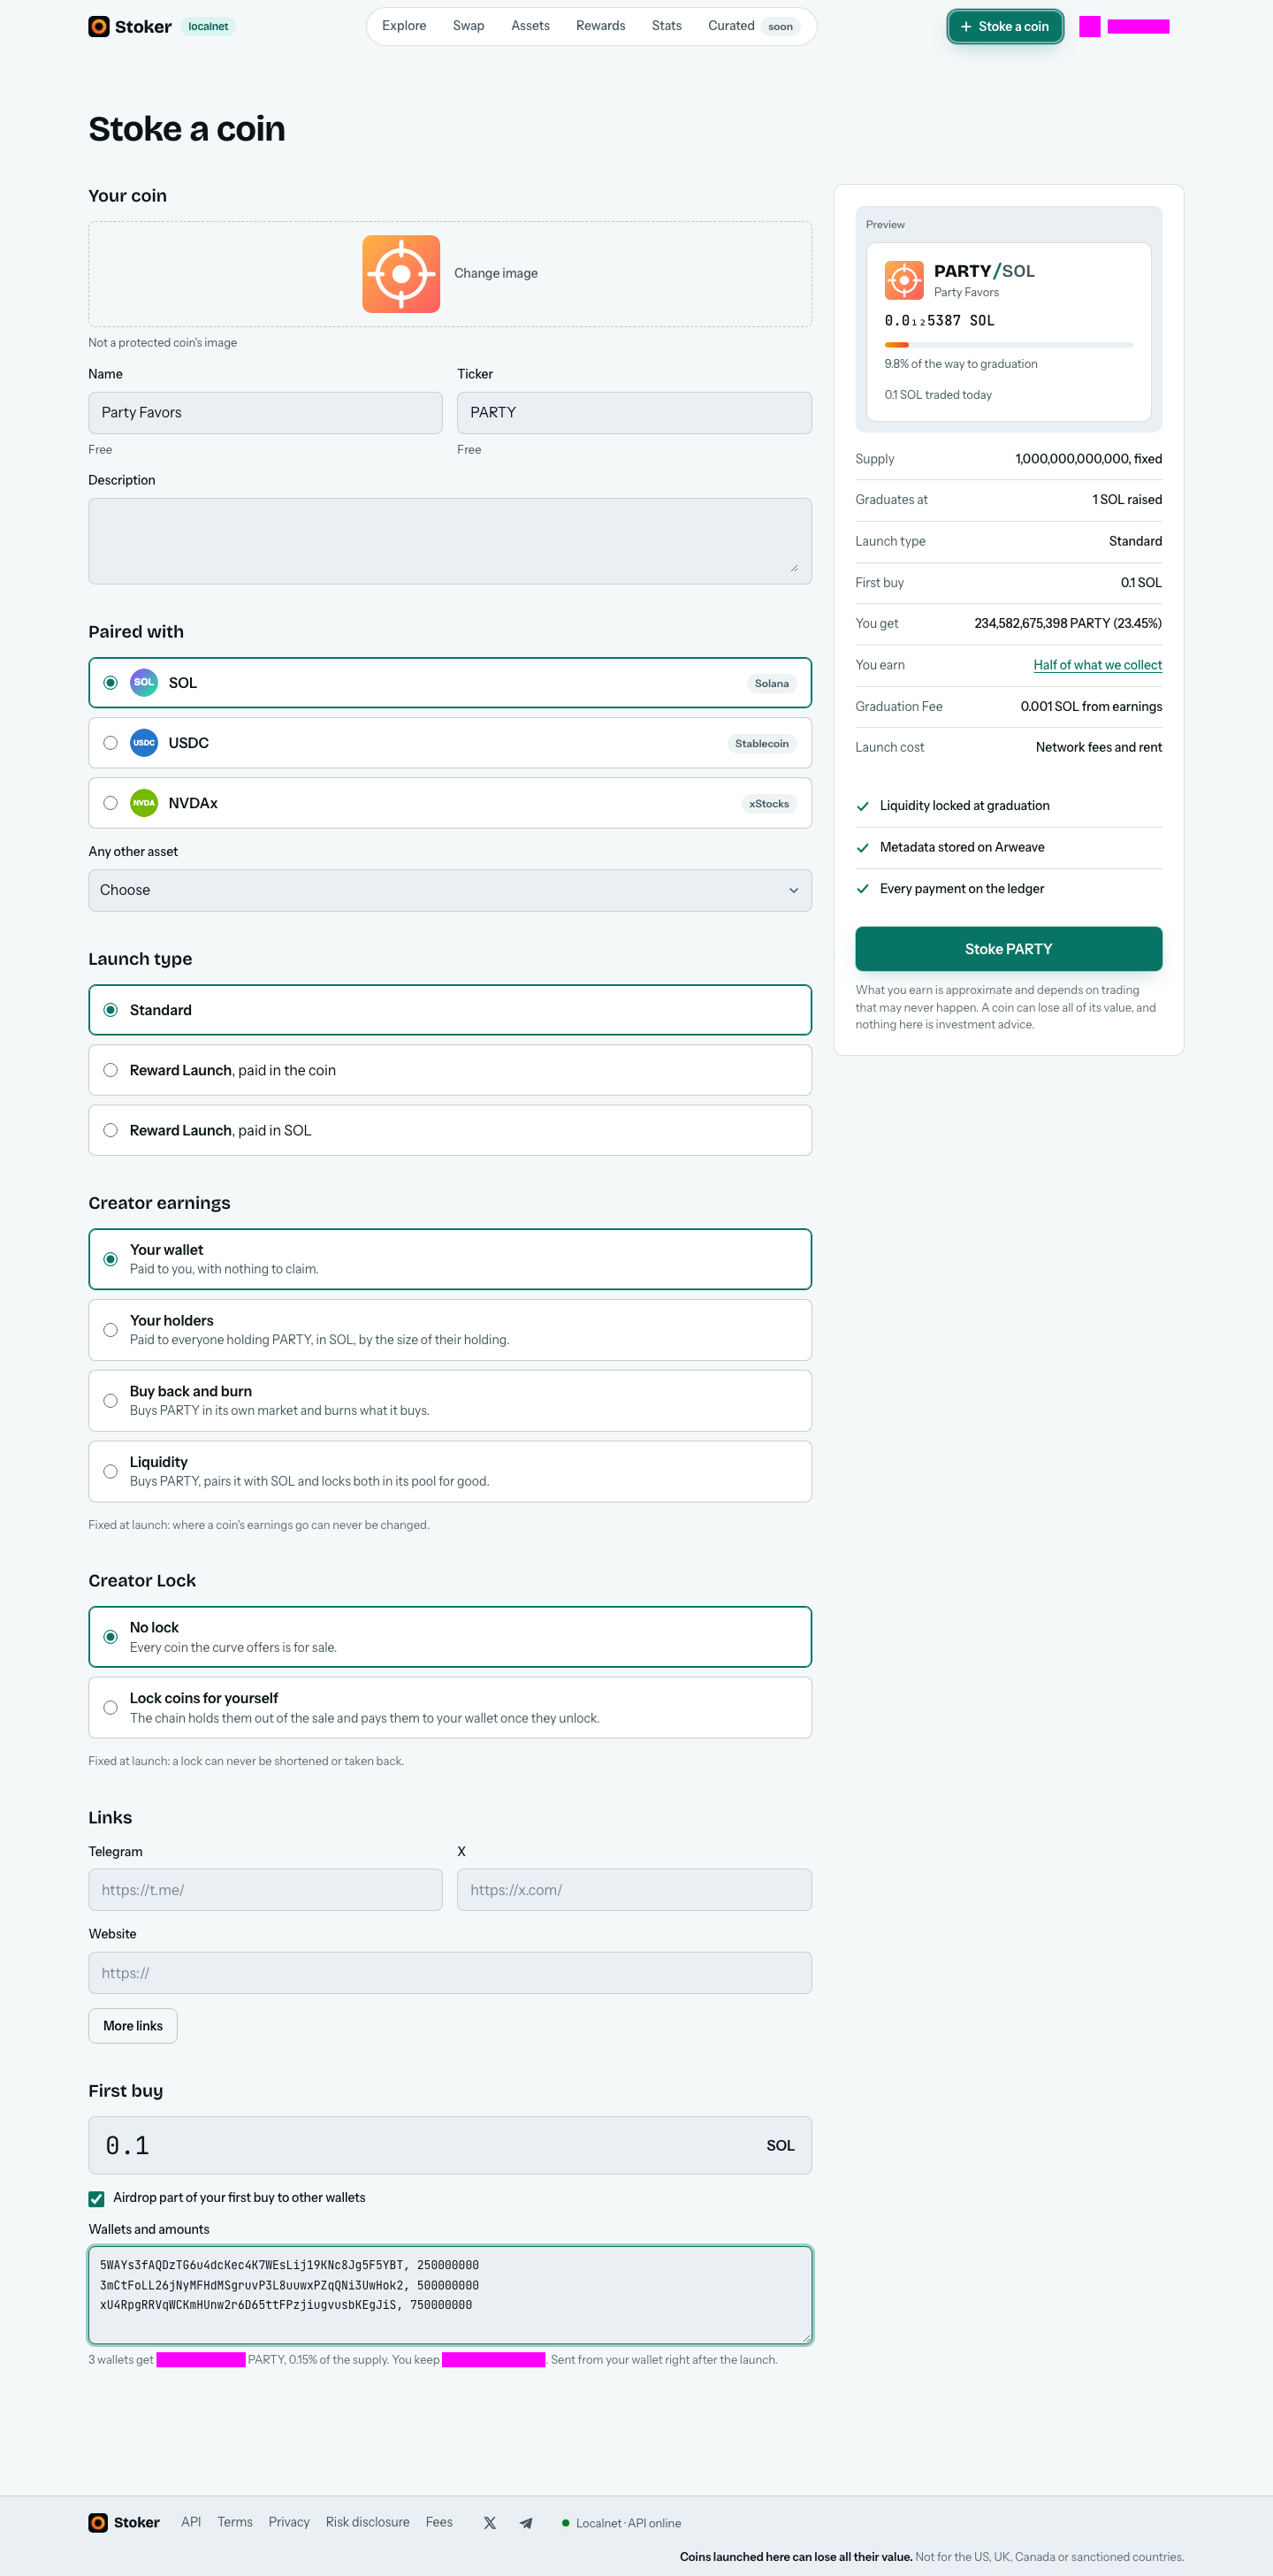 Stoker localnet Explore Swap Assets Rewards Stats Curated soon + Stoke a coin
Stoke a coin
Your coin
Change image
Not a protected coin's image
Name Ticker
Party Favors PARTY
Free Free
Description
Paired with
SOL SOL Solana
USDC USDC Stablecoin
NVDA NVDAx xStocks
Any other asset
Choose
Launch type
Standard
Reward Launch, paid in the coin
Reward Launch, paid in SOL
Creator earnings
Your wallet
Paid to you, with nothing to claim.
Your holders
Paid to everyone holding PARTY, in SOL, by the size of their holding.
Buy back and burn
Buys PARTY in its own market and burns what it buys.
Liquidity
Buys PARTY, pairs it with SOL and locks both in its pool for good.
Fixed at launch: where a coin's earnings go can never be changed.
Creator Lock
No lock
Every coin the curve offers is for sale.
Lock coins for yourself
The chain holds them out of the sale and pays them to your wallet once they unlock.
Fixed at launch: a lock can never be shortened or taken back.
Links
Telegram X
https://t.me/ https://x.com/
Website
https://
More links
First buy
0.1 SOL
Airdrop part of your first buy to other wallets
Wallets and amounts
5WAYs3fAQDzTG6u4dcKec4K7WEsLij19KNc8Jg5F5YBT, 250000000
3mCtFoLL26jNyMFHdMSgruvP3L8uuwxPZqQNi3UwHok2, 500000000
xU4RpgRRVqWCKmHUnw2r6D65ttFPzjiugvusbKEgJiS, 750000000
3 wallets get PARTY, 0.15% of the supply. You keep . Sent from your wallet right after the launch.
Preview
PARTY/SOL
Party Favors
0.0₁₂5387 SOL
9.8% of the way to graduation
0.1 SOL traded today
Supply 1,000,000,000,000, fixed
Graduates at 1 SOL raised
Launch type Standard
First buy 0.1 SOL
You get 234,582,675,398 PARTY (23.45%)
You earn Half of what we collect
Graduation Fee 0.001 SOL from earnings
Launch cost Network fees and rent
Liquidity locked at graduation
Metadata stored on Arweave
Every payment on the ledger
Stoke PARTY
What you earn is approximate and depends on trading
that may never happen. A coin can lose all of its value, and
nothing here is investment advice.
Stoker API Terms Privacy Risk disclosure Fees Localnet · API online
Coins launched here can lose all their value. Not for the US, UK, Canada or sanctioned countries.